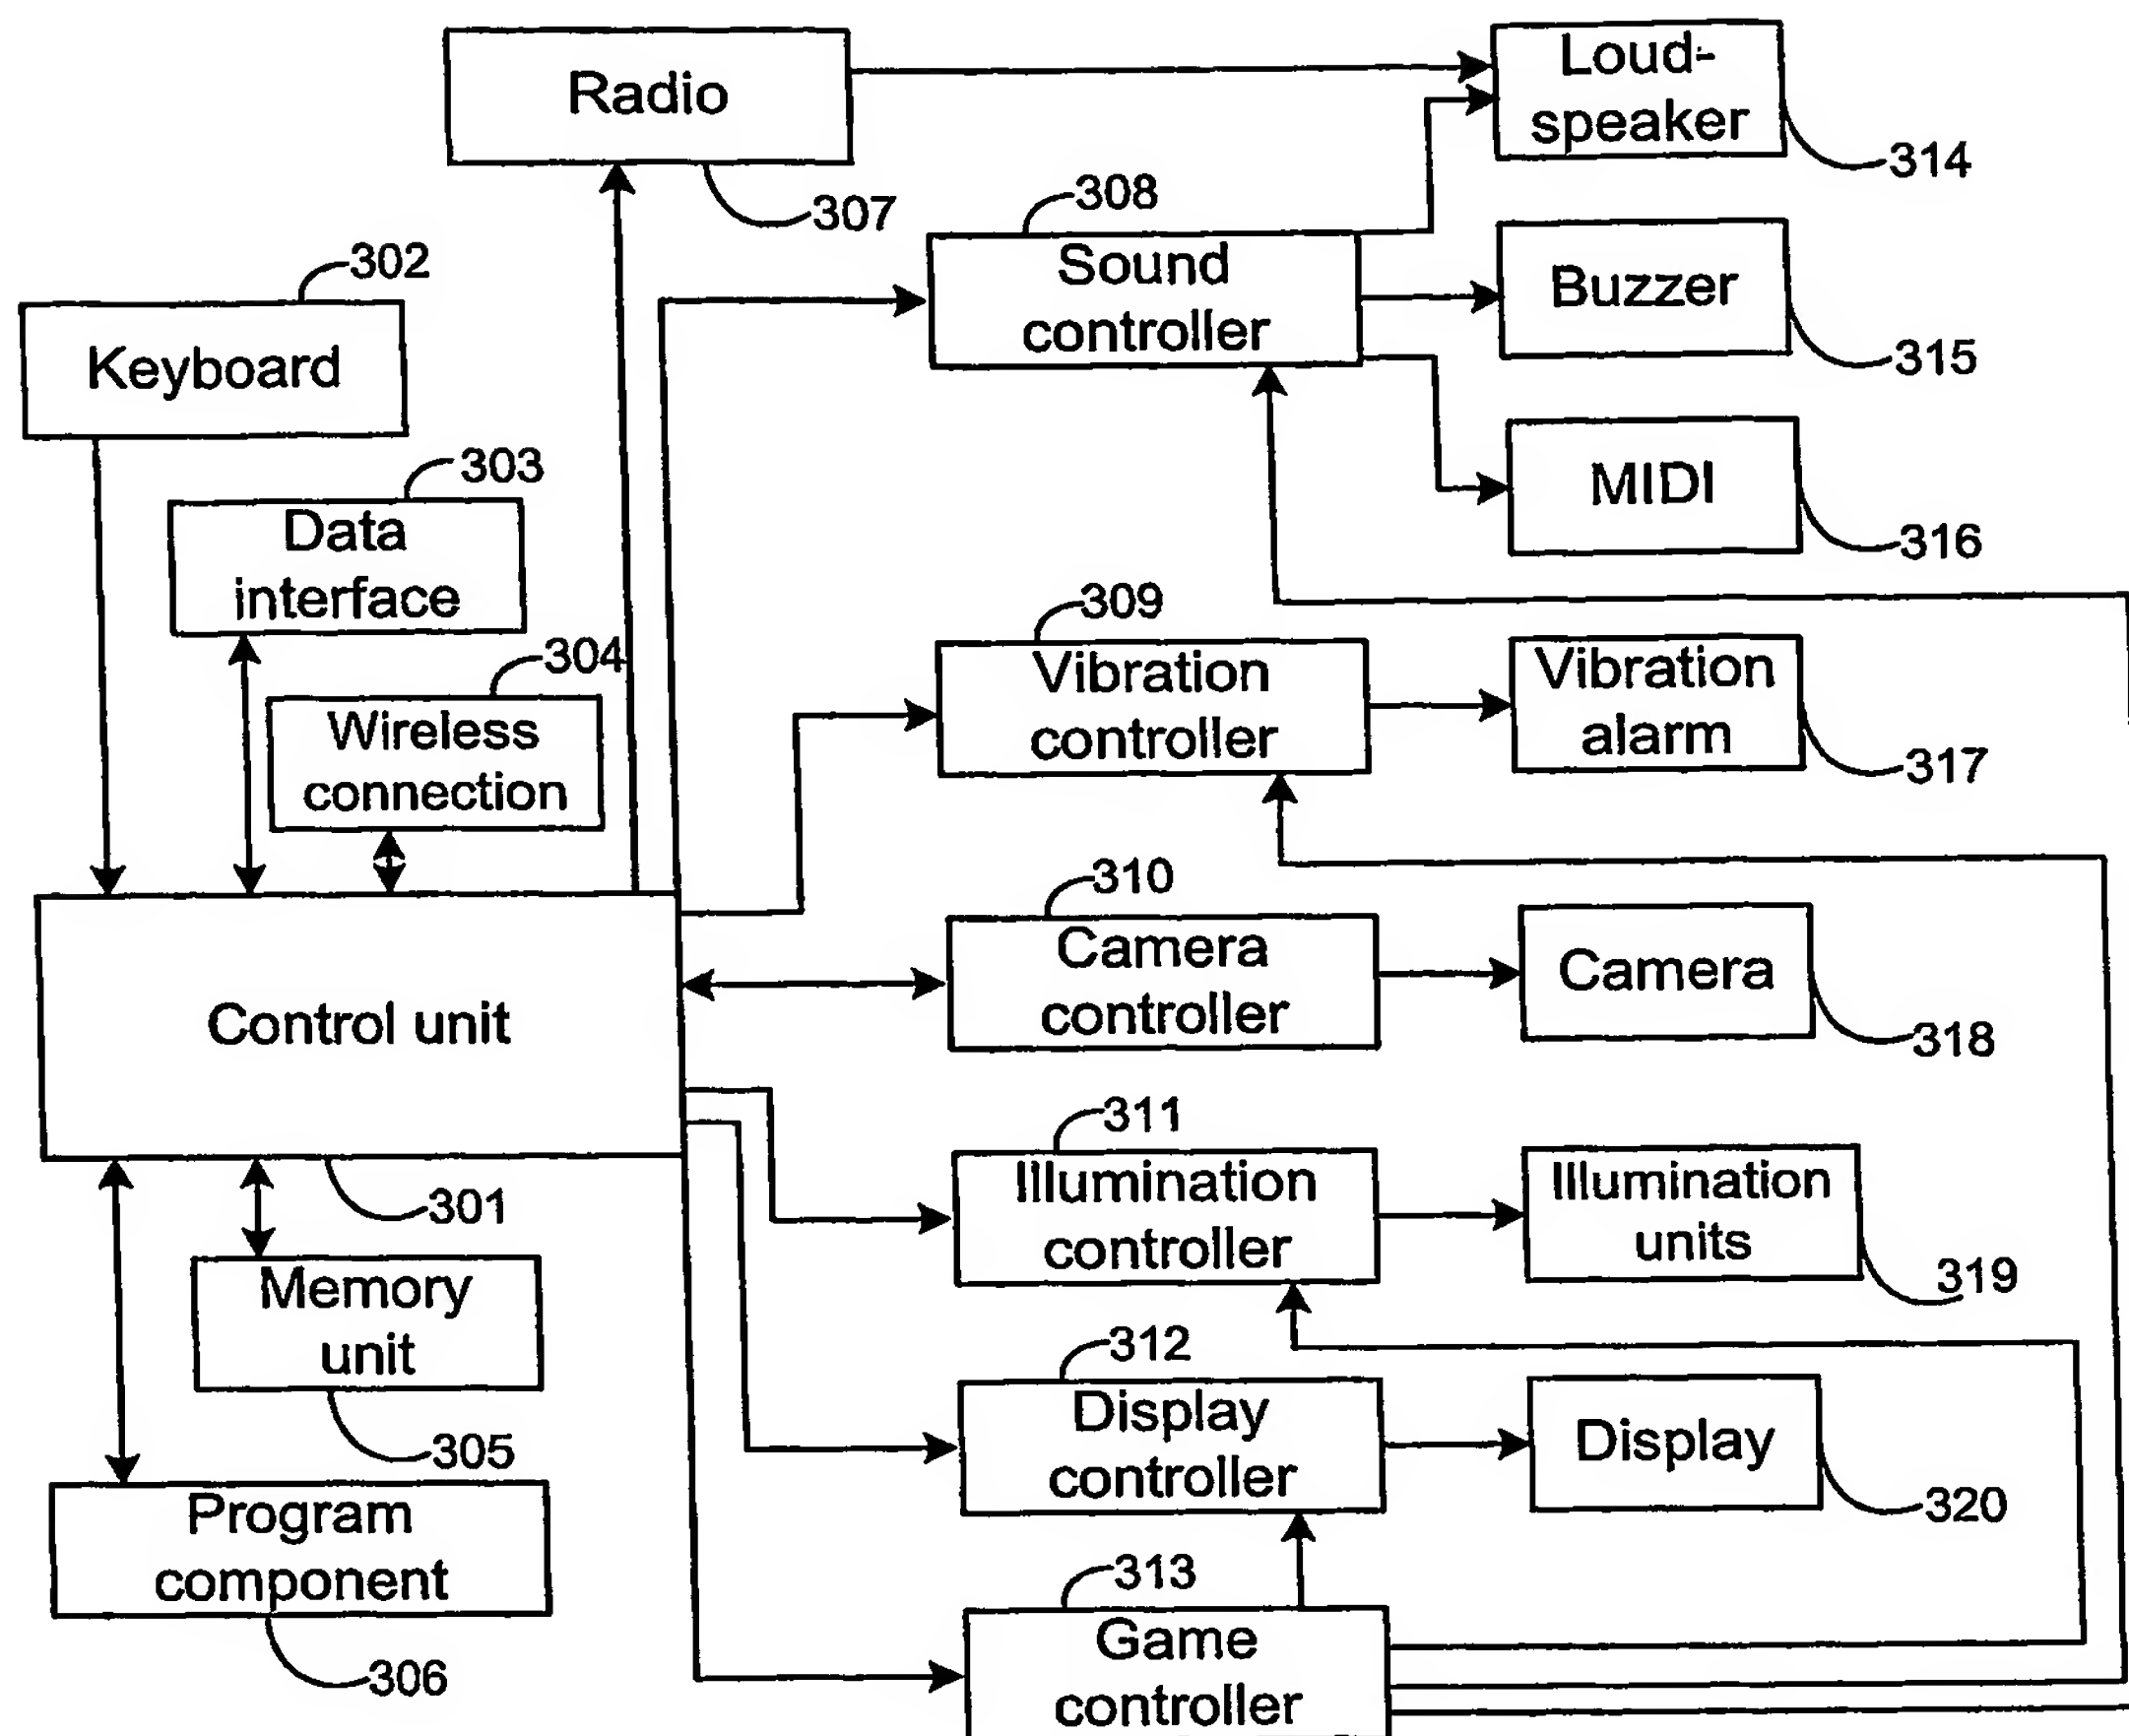 Radio
307
Loud-
speaker
314
308
Sound
controller
Buzzer
315
MIDI
316
302
Keyboard
303
Data
interface
304
Wireless
connection
309
Vibration
controller
Vibration
alarm
317
310
Camera
controller
Camera
318
Control unit
301
311
Illumination
controller
Illumination
units
319
Memory
unit
305
312
Display
controller
Display
320
Program
component
306
313
Game
controller